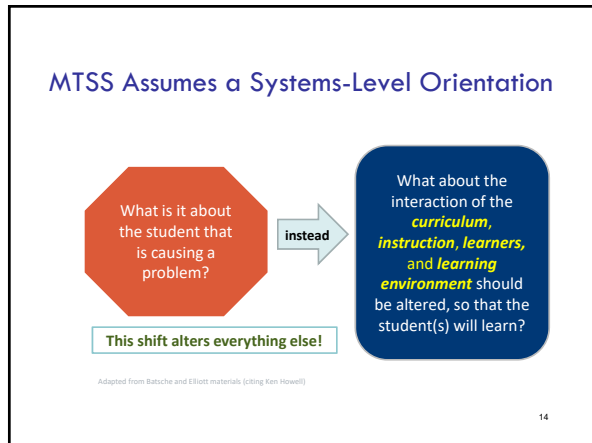 MTSS Assumes a Systems-Level Orientation
What is it about
the student that
is causing a
problem?
instead
What about the
interaction of the
curriculum,
instruction, learners,
and learning
environment should
be altered, so that the
student(s) will learn?
This shift alters everything else!
Adapted from Batsche and Elliott materials (citing Ken Howell)
14